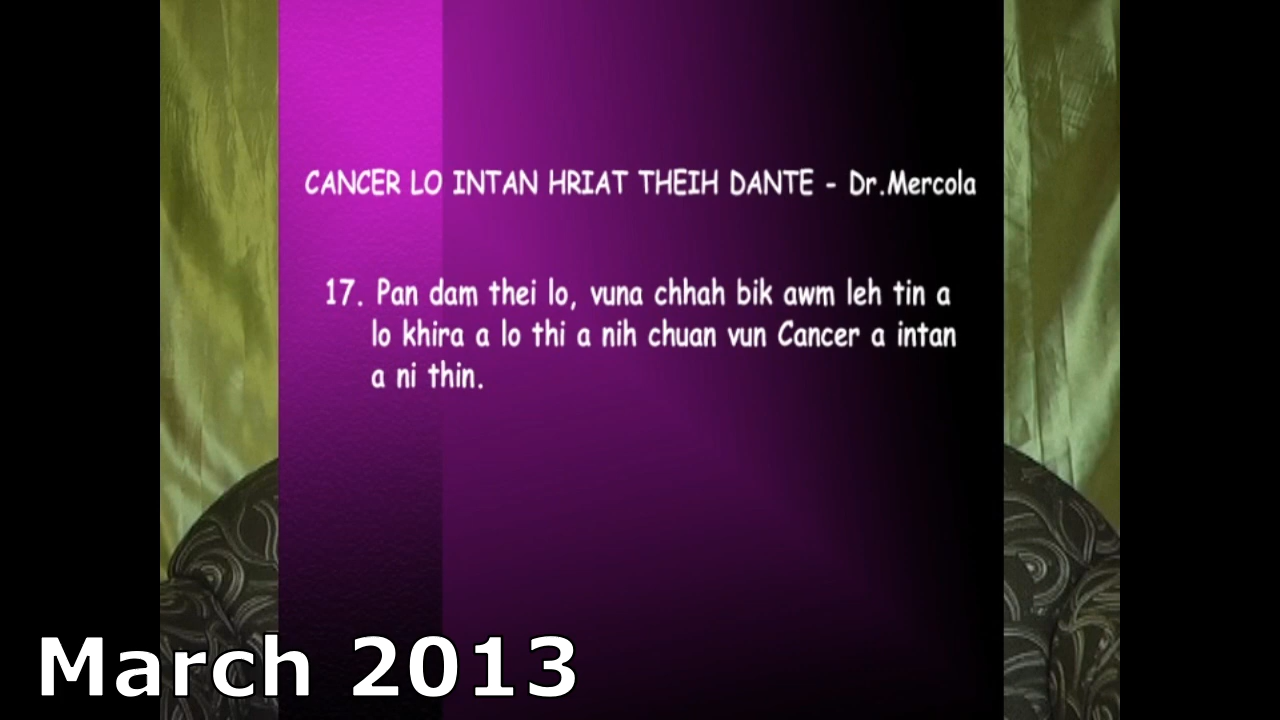 CANCER LO INTAN HRIAT THEIH DANTE - Dr.Mercola
17. Pan dam thei lo, vuna chhah bik awm leh tin a
lo khira a lo thi a nih chuan vun Cancer a intan
a ni thin.
March 2013